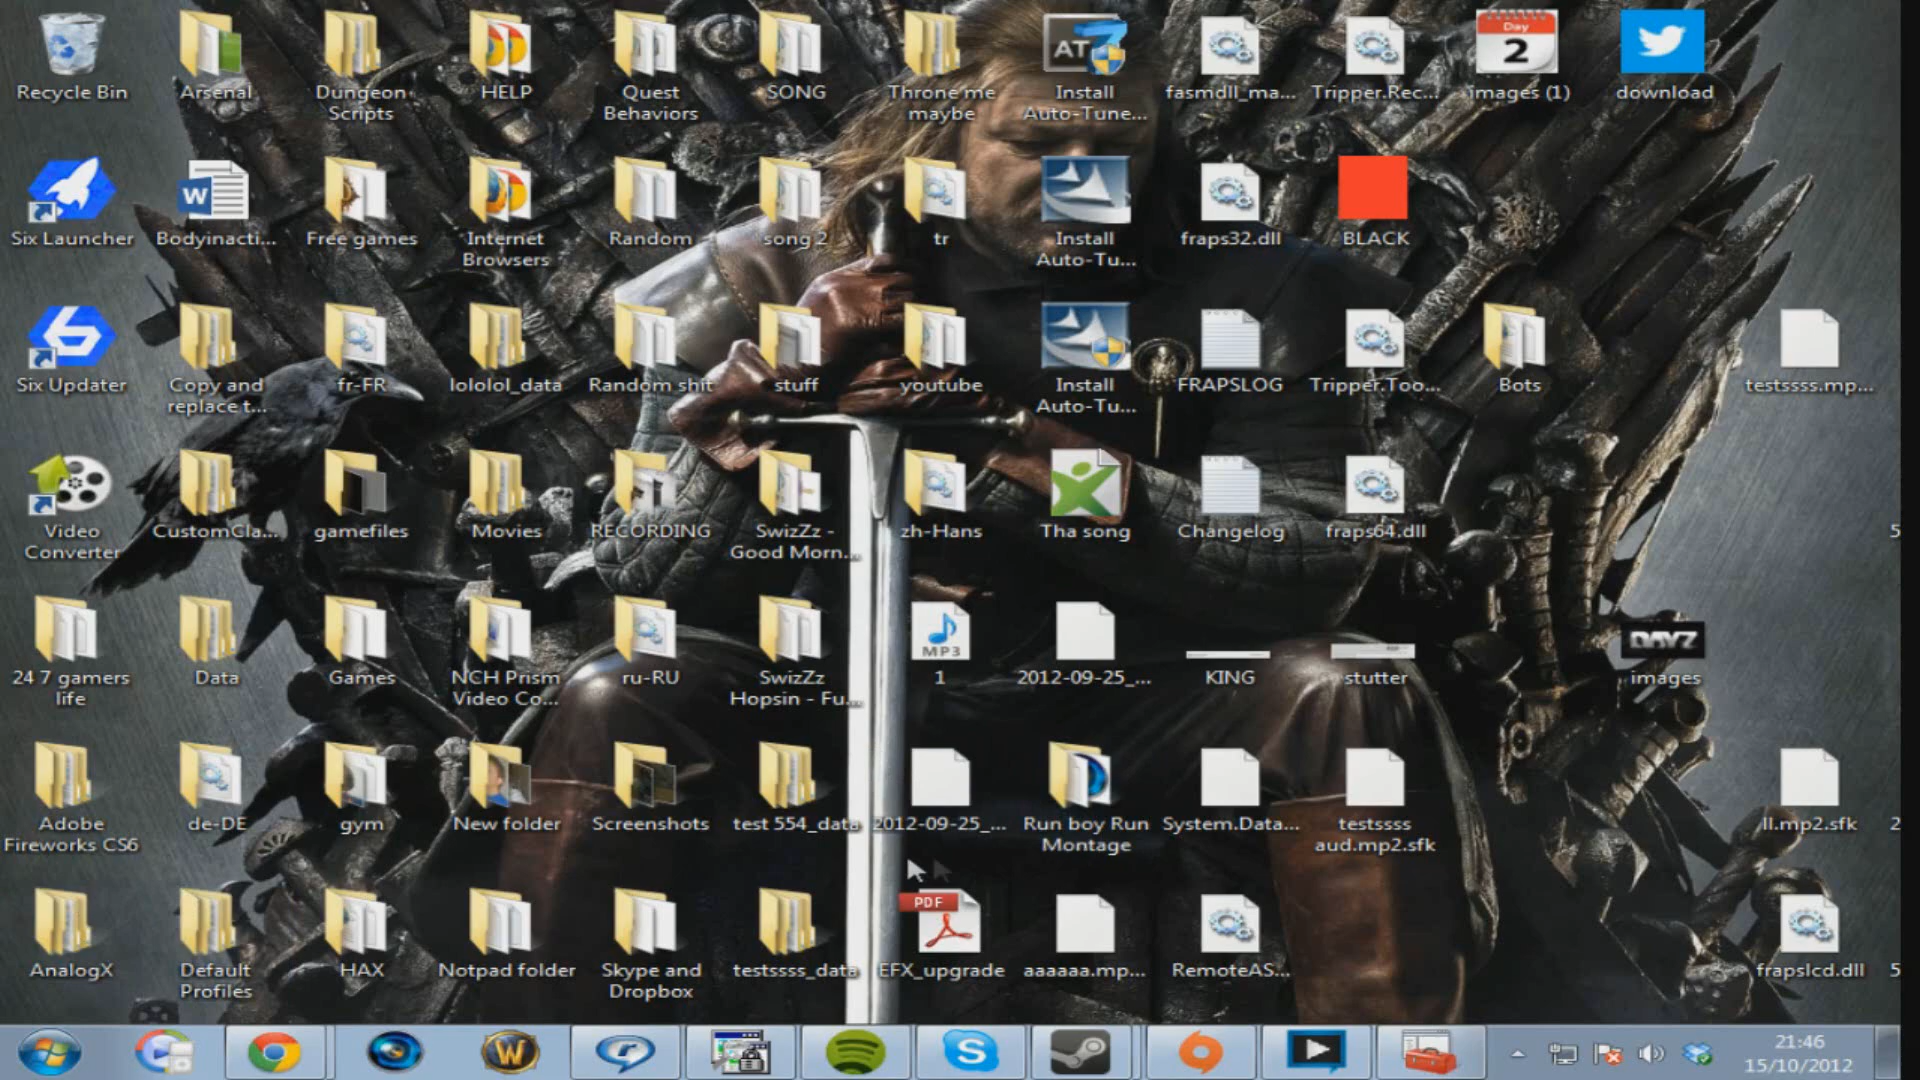 Recycle Bin
Arsenal
Dungeon
Scripts
HELP
Quest
Behaviors
SONG
Throne me
maybe
AT 7
Install
Auto-Tune...
fasmdll_ma...
Tripper.Rec...
Day
2
images (1)
download
Six Launcher
W
Bodyinacti...
Free games
Internet
Browsers
Random
song 2
tr
Install
Auto-Tu...
fraps32.dll
BLACK
Six Updater
Copy and
replace t...
fr-FR
lololol_data
Random shit
stuff
youtube
Install
Auto-Tu...
FRAPSLOG
Tripper.Too...
Bots
testssss.mp...
Video
Converter
CustomGla...
gamefiles
Movies
RECORDING
SwizZz -
Good Morn...
zh-Hans
Tha song
Changelog
fraps64.dll
5
24 7 gamers
life
Data
Games
NCH Prism
Video Co...
ru-RU
SwizZz
Hopsin - Fu...
MP3
1
2012-09-25_...
KING
stutter
DAYZ
images
Adobe
Fireworks CS6
de-DE
gym
New folder
Screenshots
test 554_data
2012-09-25_...
Run boy Run
Montage
System.Data...
testssss
aud.mp2.sfk
ll.mp2.sfk
2
AnalogX
Default
Profiles
HAX
Notpad folder
Skype and
Dropbox
testssss_data
PDF
EFX_upgrade
aaaaaa.mp...
RemoteAS...
frapslcd.dll
5
W
S
21:46
15/10/2012